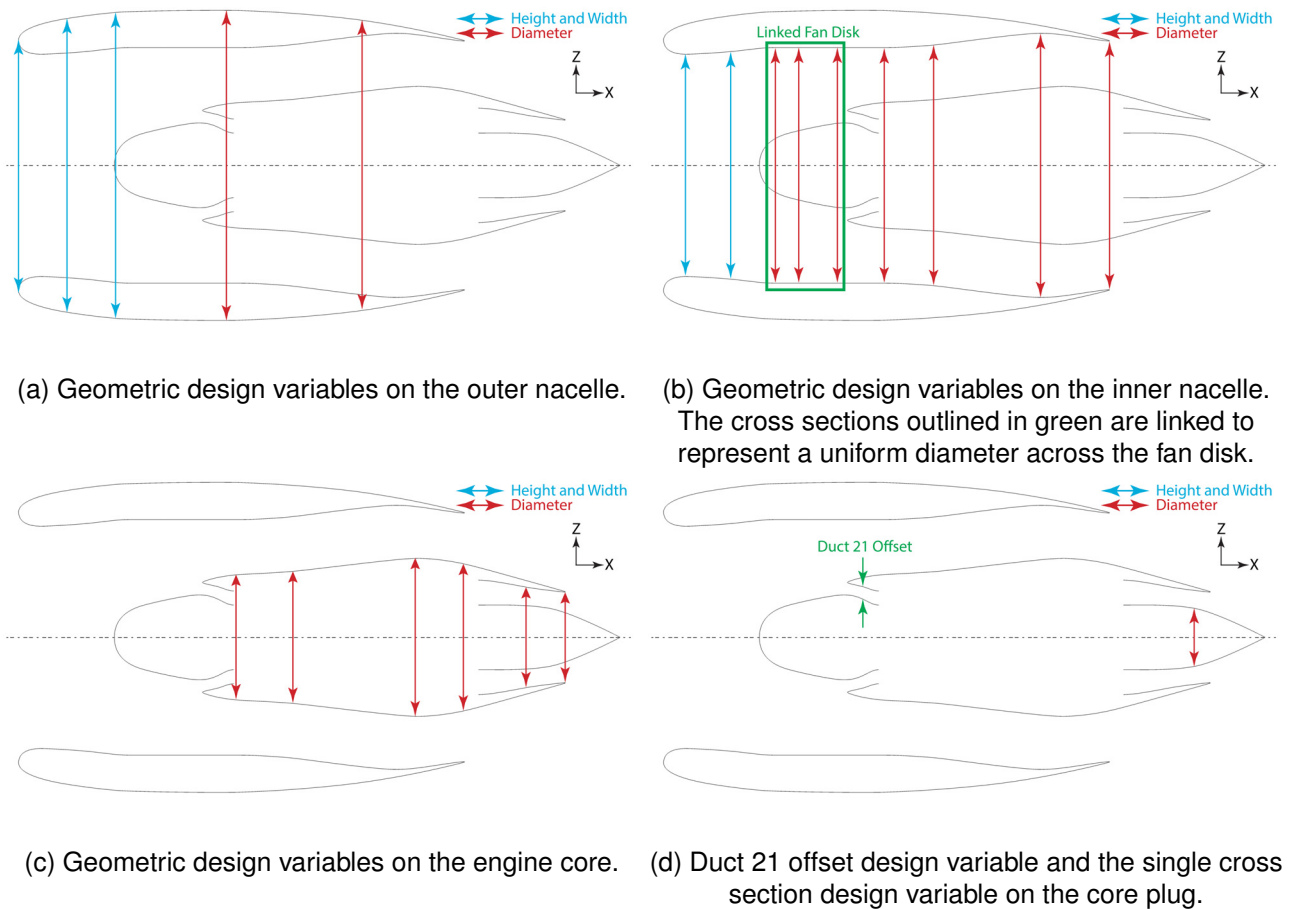 Height and Width
Diameter
Z
X
(a) Geometric design variables on the outer nacelle.
Linked Fan Disk
Height and Width
Diameter
Z
X
(b) Geometric design variables on the inner nacelle.
The cross sections outlined in green are linked to
represent a uniform diameter across the fan disk.
Height and Width
Diameter
Z
X
(c) Geometric design variables on the engine core.
Height and Width
Diameter
Duct 21 Offset
Z
X
(d) Duct 21 offset design variable and the single cross
section design variable on the core plug.